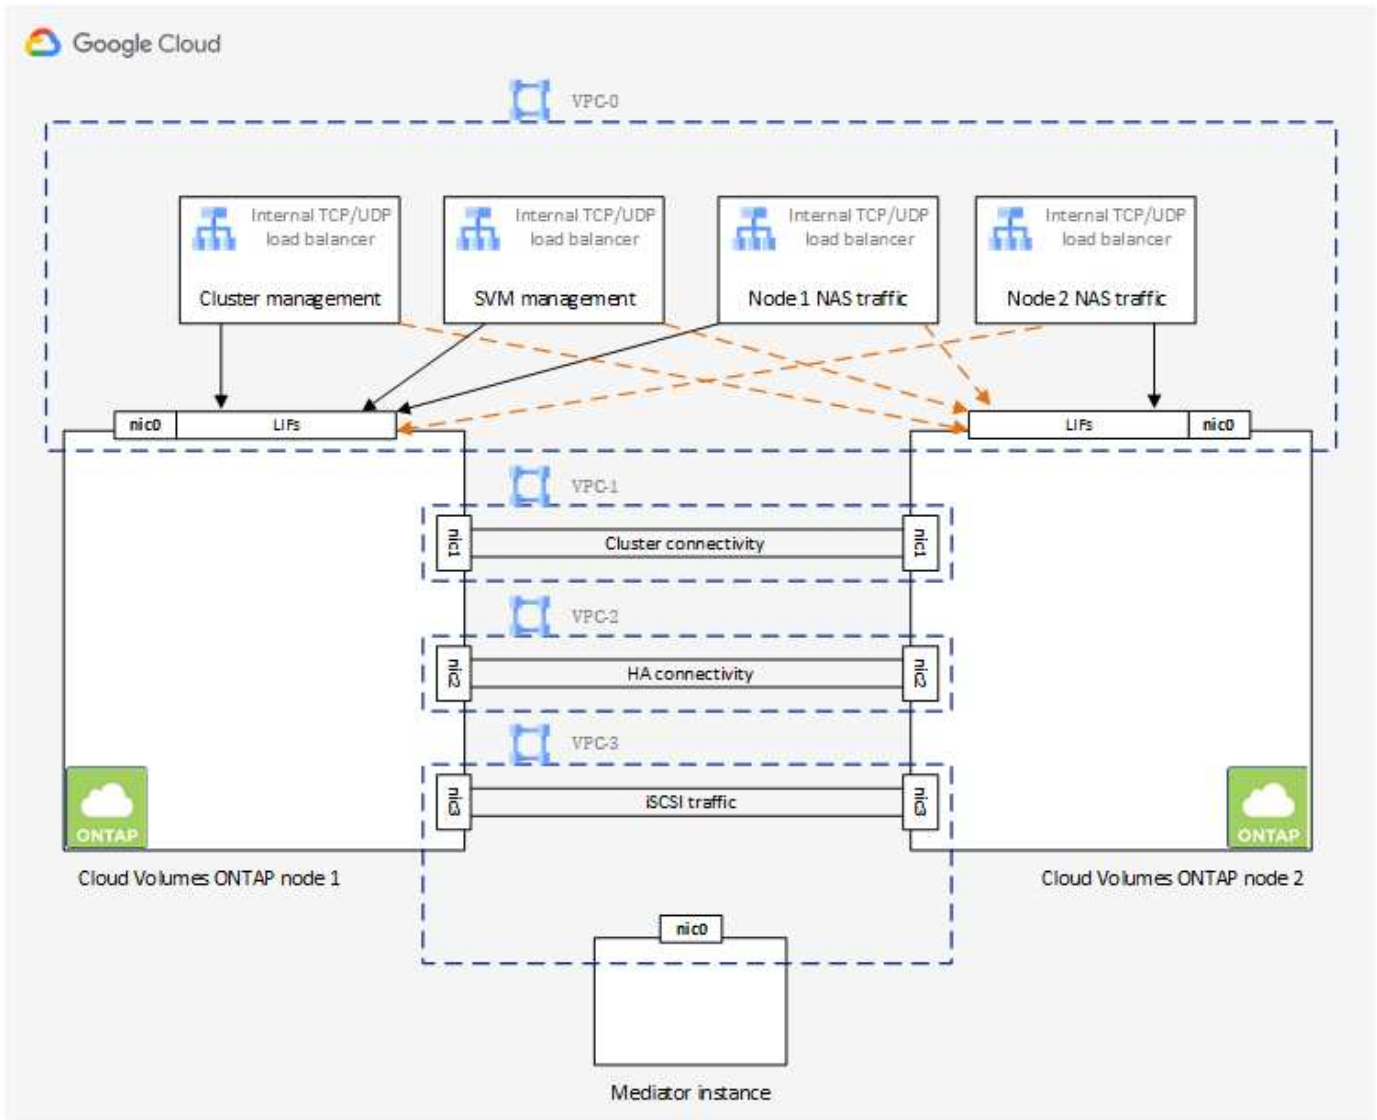 Google Cloud
VPC-0
Internal TCP/UDP
load balancer
Cluster management
Internal TCP/UDP
load balancer
SVM management
Internal TCP/UDP
load balancer
Node 1 NAS traffic
Internal TCP/UDP
load balancer
Node 2 NAS traffic
nic0 LIFs
LIFs nic0
VPC-1
nic1 Cluster connectivity nic1
VPC-2
nic2 HA connectivity nic2
VPC-3
nic3 iSCSI traffic nic3
ONTAP
ONTAP
Cloud Volumes ONTAP node 1
Cloud Volumes ONTAP node 2
nic0
Mediator instance